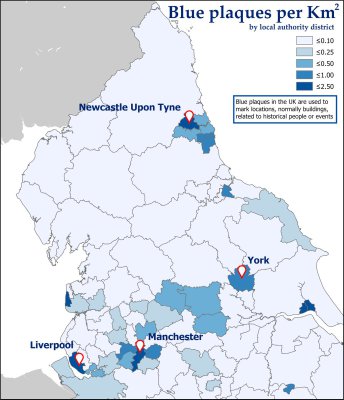 Blue plaques per Km²
by local authority district
≤0.10
≤0.25
≤0.50
≤1.00
≤2.50
Blue plaques in the UK are used to
mark locations, normally buildings,
related to historical people or events
Newcastle Upon Tyne
York
Manchester
Liverpool